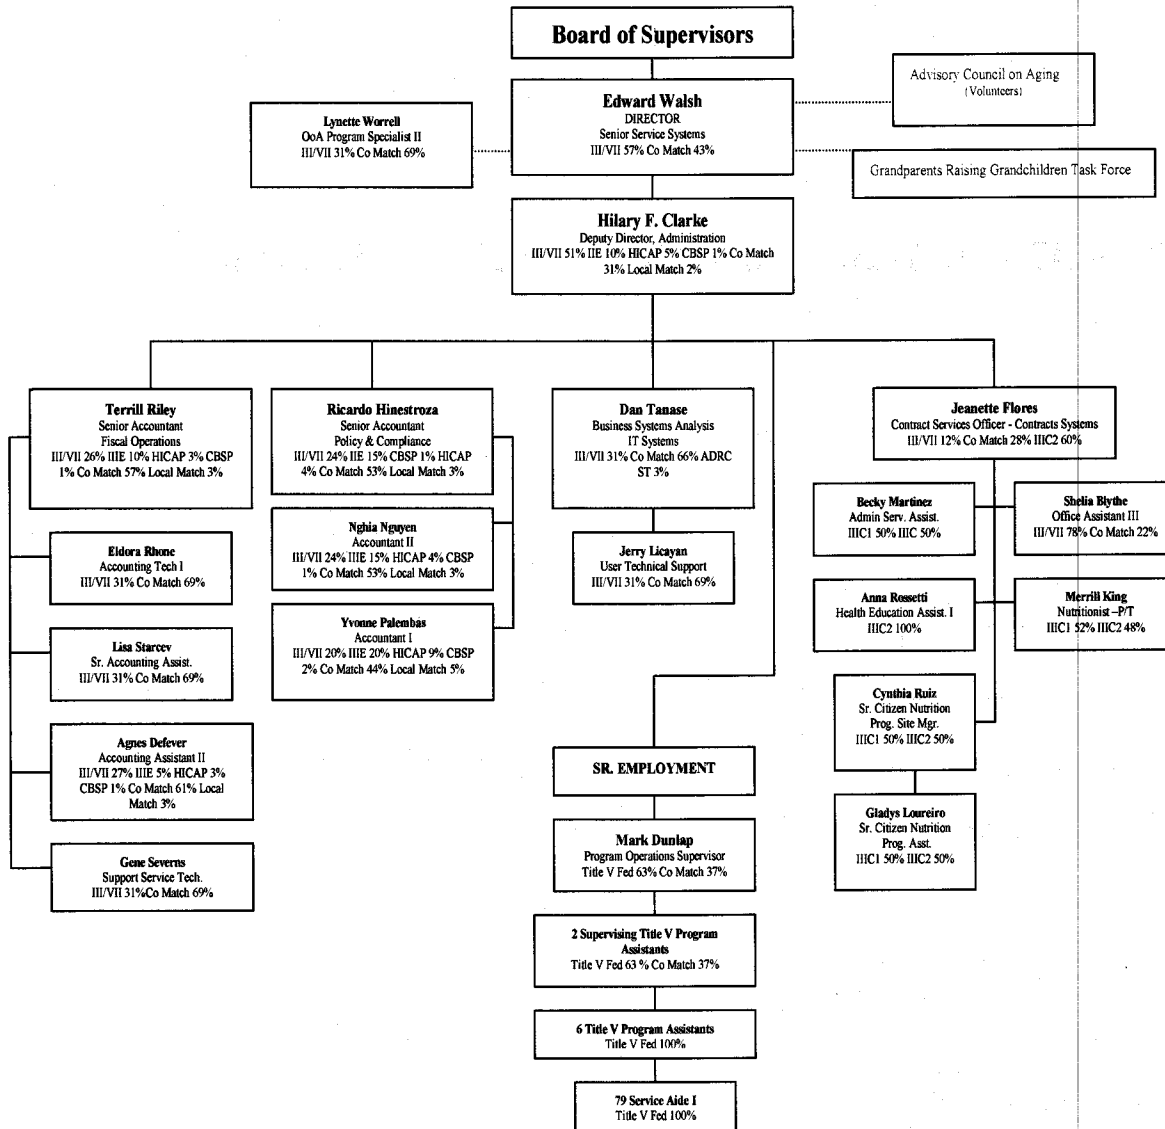 Board of Supervisors
Edward Walsh
DIRECTOR
Senior Service Systems
III/VII 57% Co Match 43%
Advisory Council on Aging
(Volunteers)
Lynette Worrell
OoA Program Specialist II
III/VII 31% Co Match 69%
Grandparents Raising Grandchildren Task Force
Hilary F. Clarke
Deputy Director, Administration
III/VII 51% IIE 10% HICAP 5% CBSP 1% Co Match
31% Local Match 2%
Terrill Riley
Senior Accountant
Fiscal Operations
III/VII 26% IIIE 10% HICAP 3% CBSP
1% Co Match 57% Local Match 3%
Eldora Rhone
Accounting Tech I
III/VII 31% Co Match 69%
Lisa Starcev
Sr. Accounting Assist.
III/VII 31% Co Match 69%
Agnes Defever
Accounting Assistant II
III/VII 27% IIIE 5% HICAP 3%
CBSP 1% Co Match 61% Local
Match 3%
Gene Severns
Support Service Tech.
III/VII 31%Co Match 69%
Ricardo Hinestroza
Senior Accountant
Policy & Compliance
III/VII 24% IIE 15% CBSP 1% HICAP
4% Co Match 53% Local Match 3%
Nghia Nguyen
Accountant II
III/VII 24% IIIE 15% HICAP 4% CBSP
1% Co Match 53% Local Match 3%
Yvonne Palembas
Accountant I
III/VII 20% IIIE 20% HICAP 9% CBSP
2% Co Match 44% Local Match 5%
Dan Tanase
Business Systems Analysis
IT Systems
III/VII 31% Co Match 66% ADRC
ST 3%
Jerry Licayan
User Technical Support
III/VII 31% Co Match 69%
SR. EMPLOYMENT
Mark Dunlap
Program Operations Supervisor
Title V Fed 63% Co Match 37%
2 Supervising Title V Program
Assistants
Title V Fed 63 % Co Match 37%
6 Title V Program Assistants
Title V Fed 100%
79 Service Aide I
Title V Fed 100%
Jeanette Flores
Contract Services Officer - Contracts Systems
III/VII 12% Co Match 28% IIIC2 60%
Becky Martinez
Admin Serv. Assist.
IIIC1 50% IIIC 50%
Shelia Blythe
Office Assistant III
III/VII 78% Co Match 22%
Anna Rossetti
Health Education Assist. I
IIIC2 100%
Merrill King
Nutritionist –P/T
IIIC1 52% IIIC2 48%
Cynthia Ruiz
Sr. Citizen Nutrition
Prog. Site Mgr.
IIIC1 50% IIIC2 50%
Gladys Loureiro
Sr. Citizen Nutrition
Prog. Asst.
IIIC1 50% IIIC2 50%